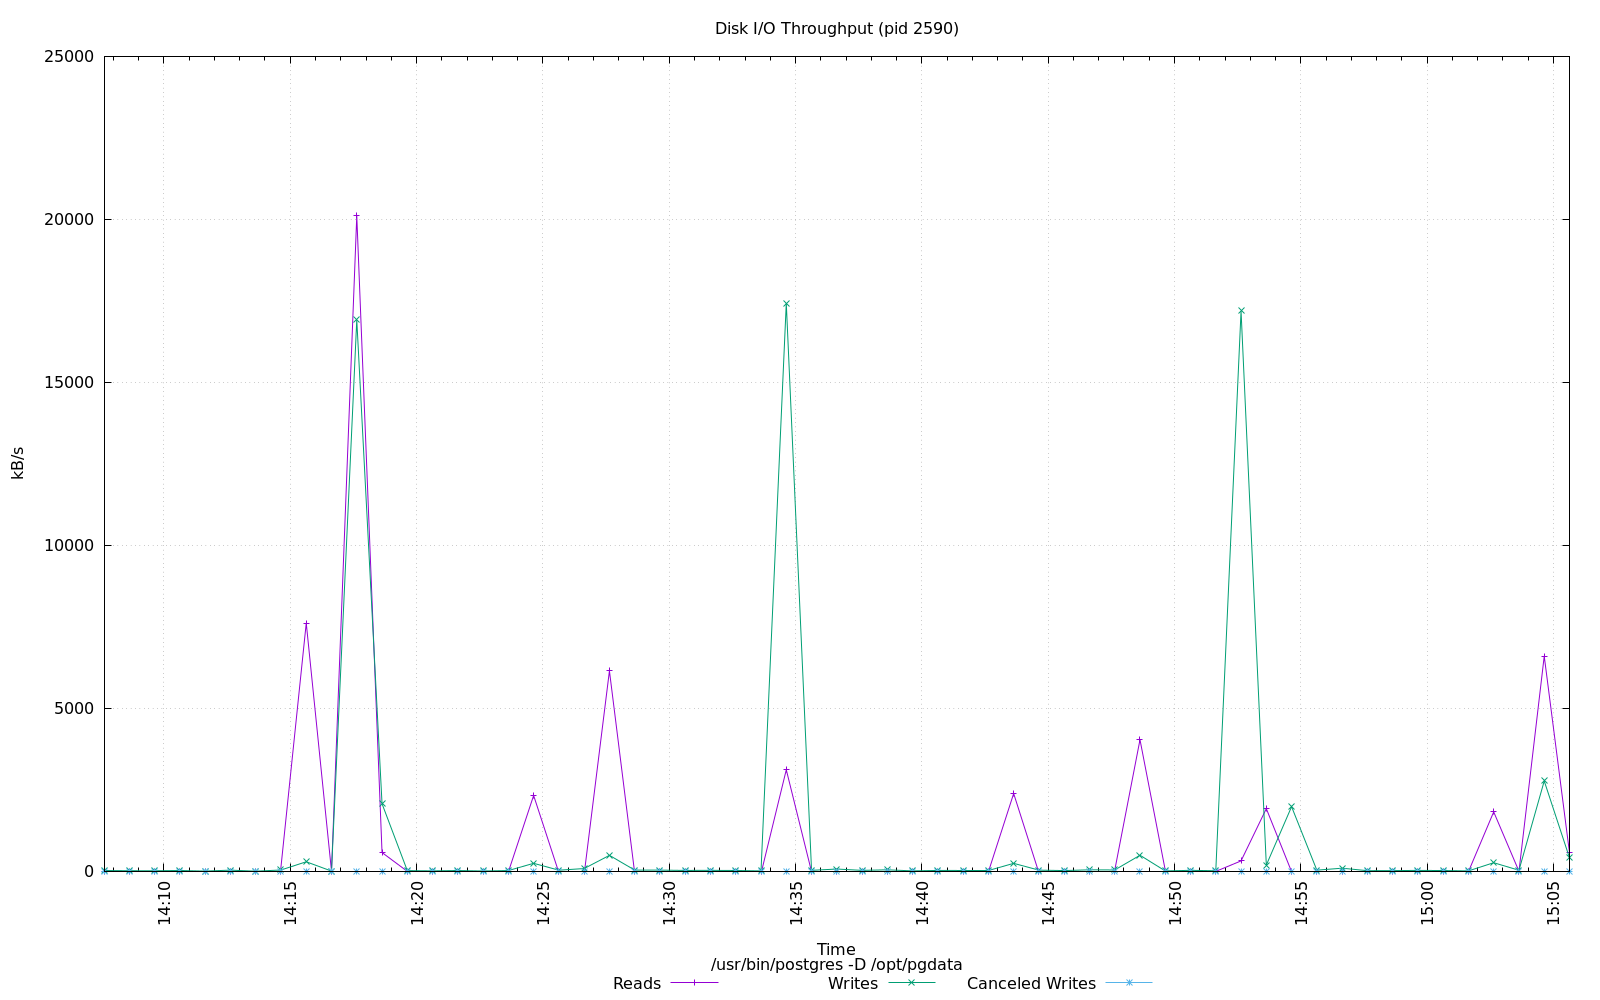 Disk I/O Throughput (pid 2590)
25000
20000
15000
10000
5000
0
kB/s
14:10 14:15 14:20 14:25 14:30 14:35 14:40 14:45 14:50 14:55 15:00 15:05
Time
/usr/bin/postgres -D /opt/pgdata
Reads Writes Canceled Writes